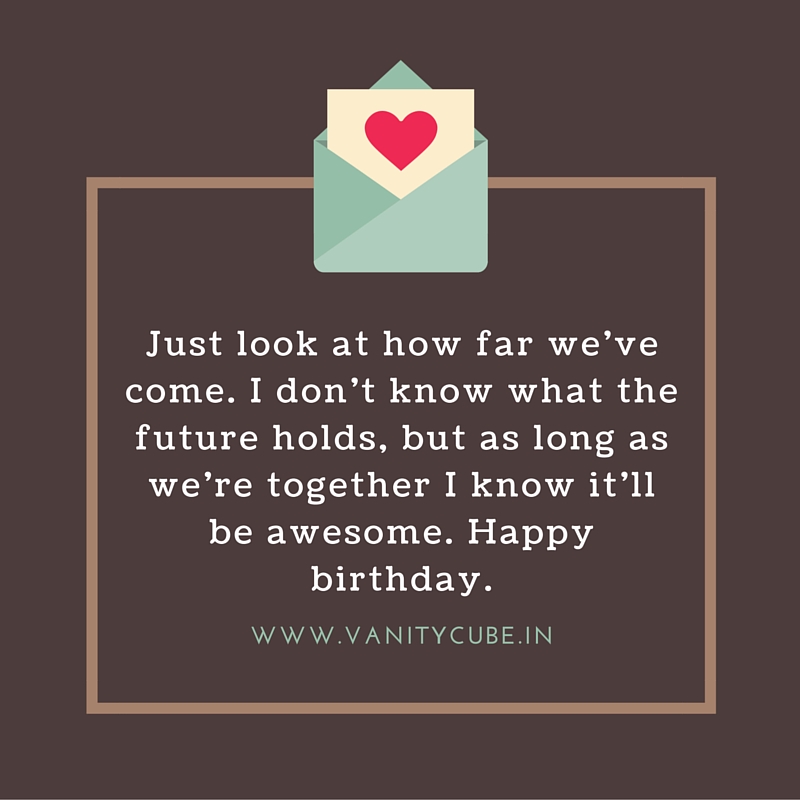 Just look at how far we’ve
come. I don’t know what the
future holds, but as long as
we’re together I know it’ll
be awesome. Happy
birthday.
WWW.VANITYCUBE.IN